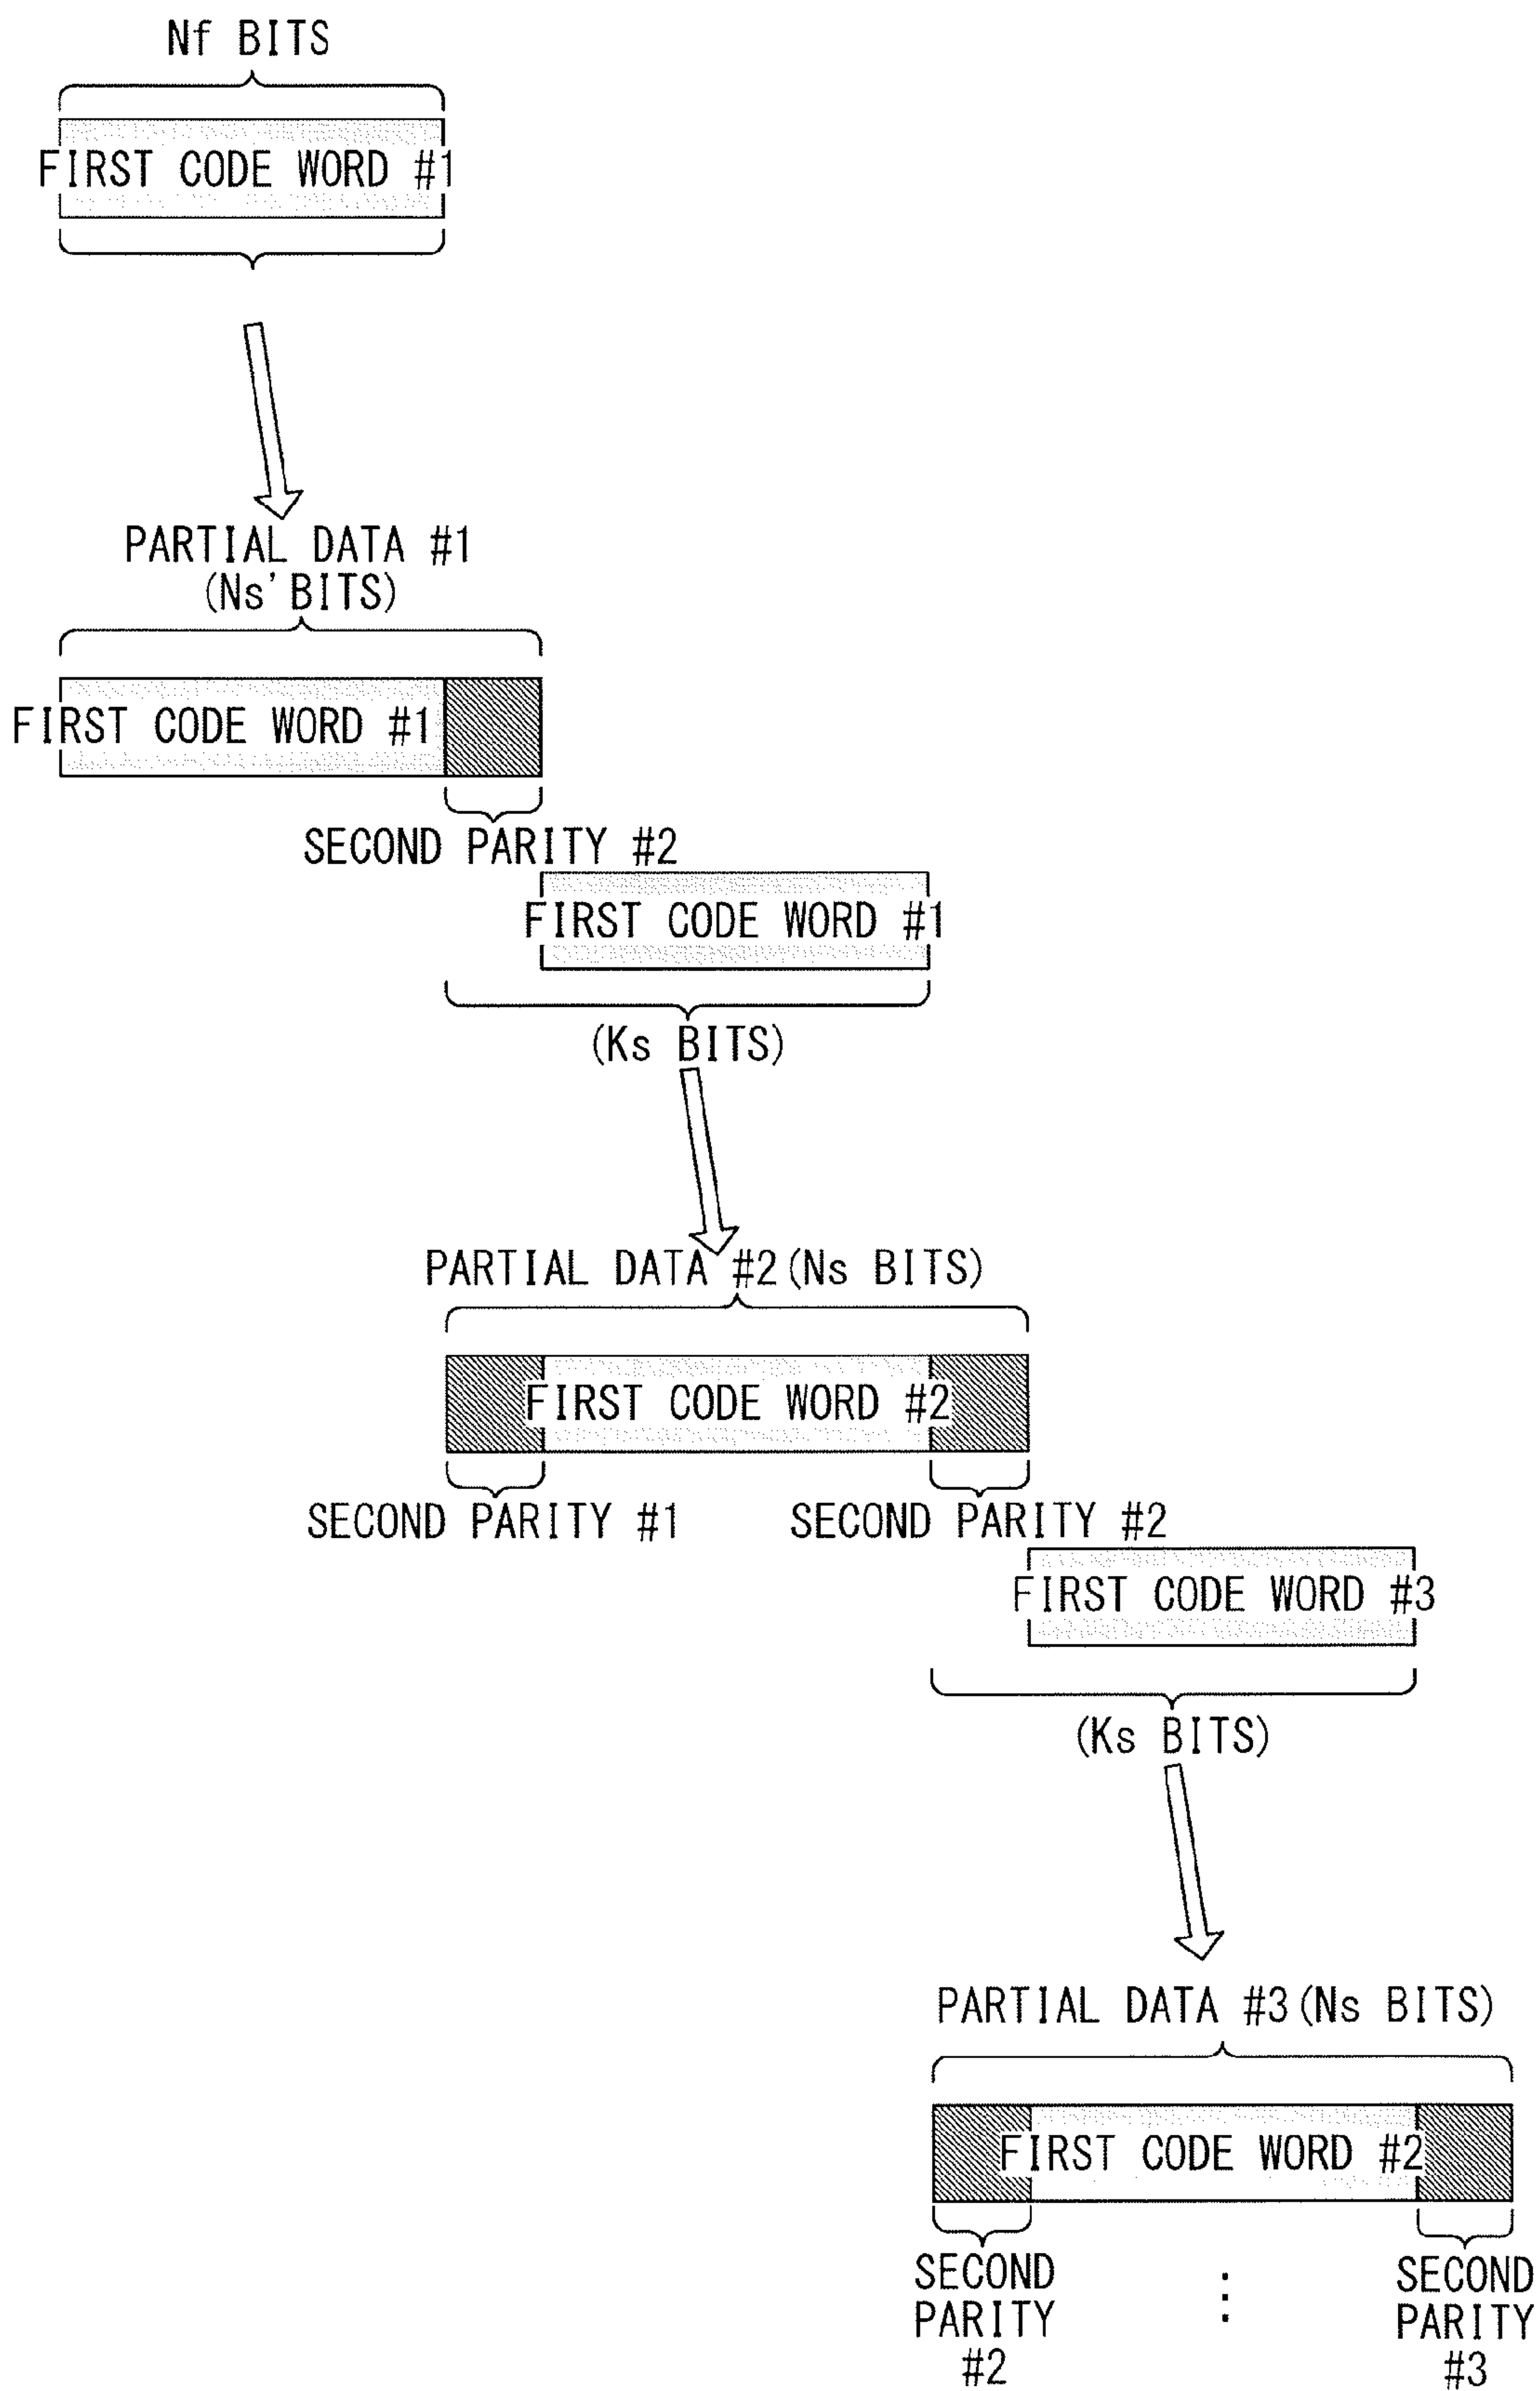 Nf BITS
FIRST CODE WORD #1
PARTIAL DATA #1
(Ns'BITS)
FIRST CODE WORD #1
SECOND PARITY #2
FIRST CODE WORD #1
(Ks BITS)
PARTIAL DATA #2(Ns BITS)
FIRST CODE WORD #2
SECOND PARITY #1 SECOND PARITY #2
FIRST CODE WORD #3
(Ks BITS)
PARTIAL DATA #3(Ns BITS)
FIRST CODE WORD #2
SECOND
PARITY
#2
⋮
SECOND
PARITY
#3